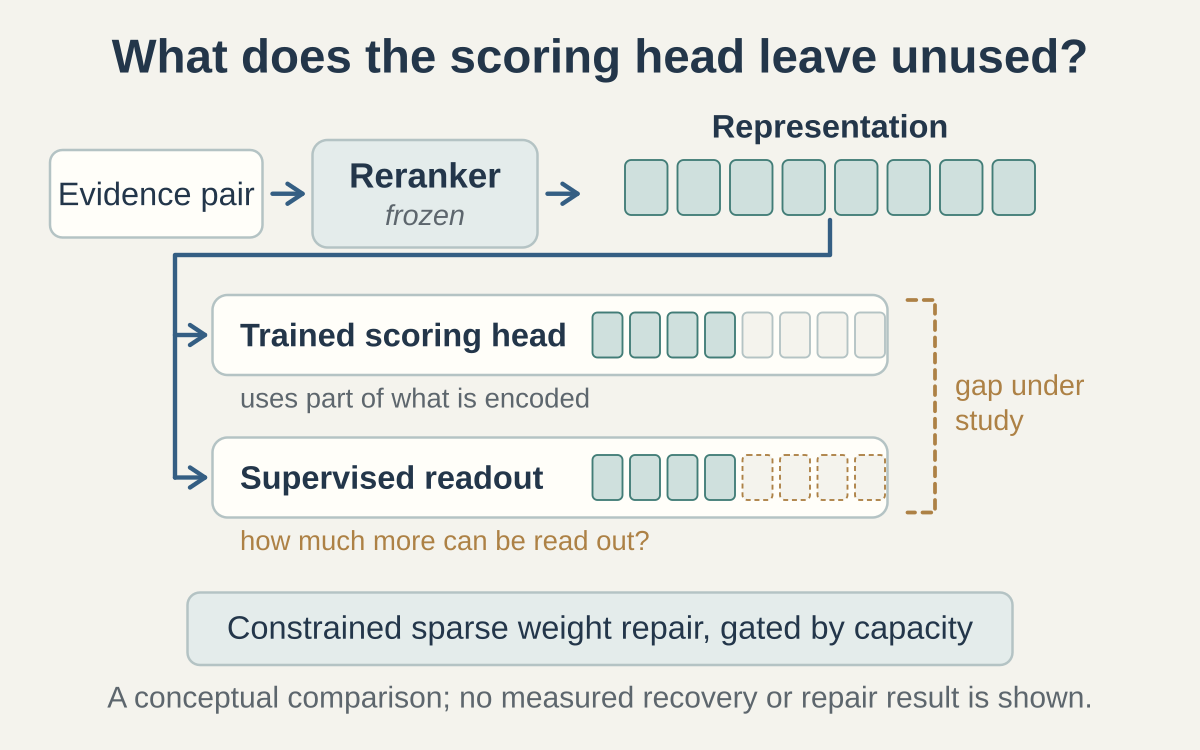 What does the scoring head leave unused?
Representation
Evidence pair
Reranker
frozen
Trained scoring head
uses part of what is encoded
gap under
study
Supervised readout
how much more can be read out?
Constrained sparse weight repair, gated by capacity
A conceptual comparison; no measured recovery or repair result is shown.